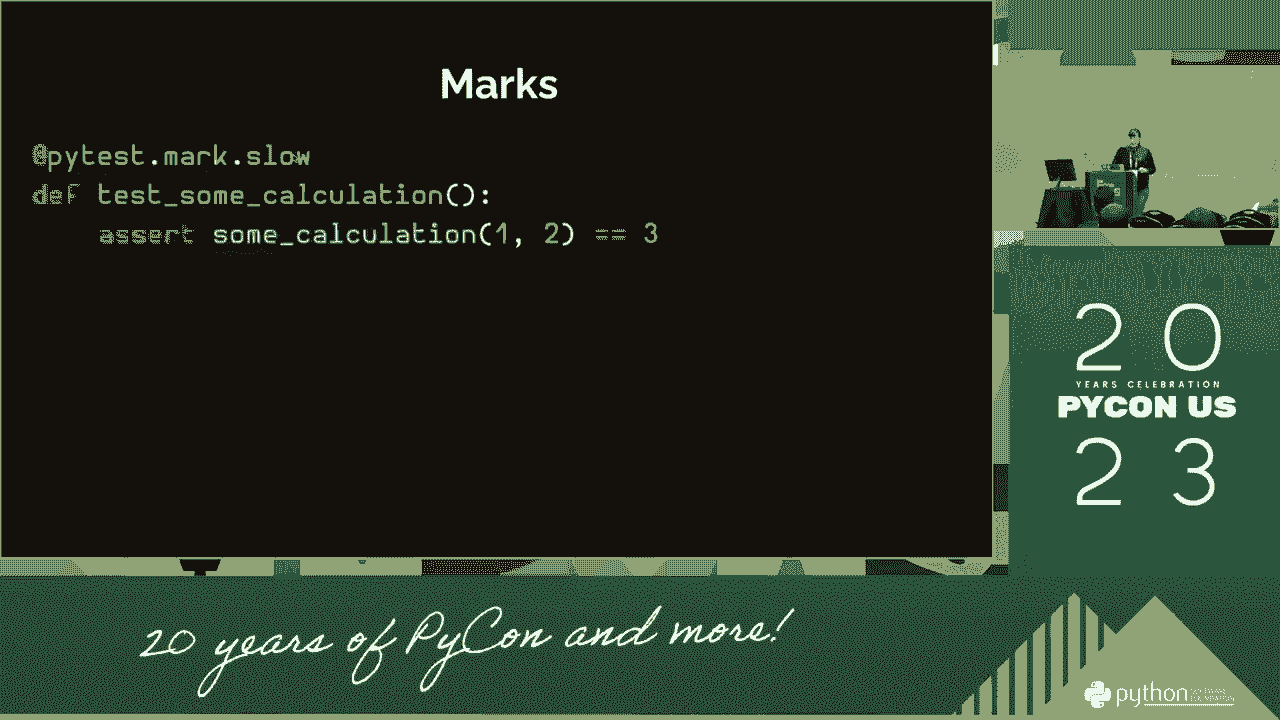 Marks
@pytest.mark.slow
def test_some_calculation():
    assert some_calculation(1, 2) == 3
20
YEARS CELEBRATION
PYCON US
23
20 years of PyCon and more!
python